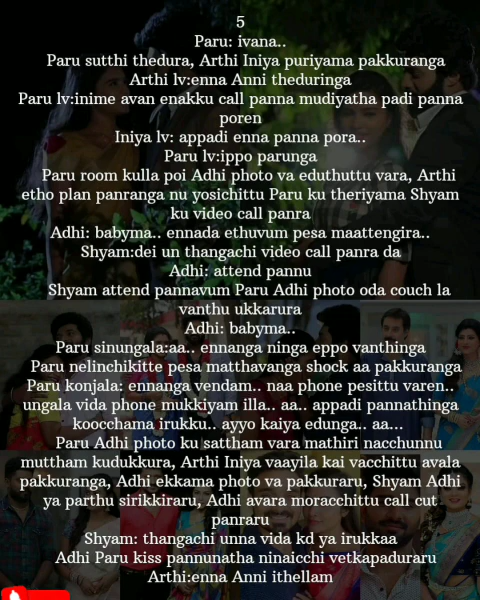 5
Paru: ivana..
Paru sutthi thedura, Arthi Iniya puriyama pakkuranga
Arthi lv:enna Anni theduringa
Paru lv:inime avan enakku call panna mudiyatha padi panna
poren
Iniya lv: appadi enna panna pora..
Paru lv:ippo parunga
Paru room kulla poi Adhi photo va eduthuttu vara, Arthi
etho plan panranga nu yosichittu Paru ku theriyama Shyam
ku video call panra
Adhi: babyma.. ennada ethuvum pesa maattengira..
Shyam:dei un thangachi video call panra da
Adhi: attend pannu
Shyam attend pannavum Paru Adhi photo oda couch la
vanthu ukkarura
Adhi: babyma..
Paru sinungala:aa.. ennanga ninga eppo vanthinga
Paru nelinchikitte pesa matthavanga shock aa pakkuranga
Paru konjala: ennanga vendam.. naa phone pesittu varen..
ungala vida phone mukkiyam illa.. aa.. appadi pannathinga
koocchama irukku.. ayyo kaiya edunga.. aa...
Paru Adhi photo ku sattham vara mathiri nacchunnu
muttham kudukkura, Arthi Iniya vaayila kai vacchittu avala
pakkuranga, Adhi ekkama photo va pakkuraru, Shyam Adhi
ya parthu sirikkiraru, Adhi avara moracchittu call cut
panraru
Shyam: thangachi unna vida kd ya irukkaa
Adhi Paru kiss pannunatha ninaicchi vetkapaduraru
Arthi:enna Anni ithellam